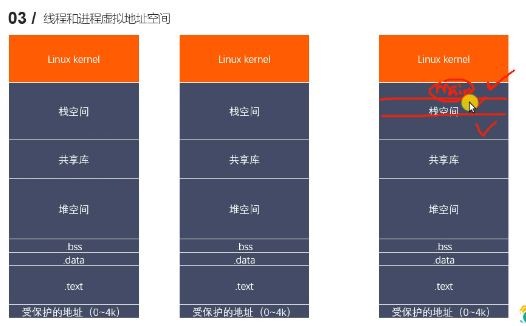 03 / 线程和进程虚拟地址空间
Linux kernel
栈空间
共享库
堆空间
.bss
.data
.text
受保护的地址（0~4k）
Linux kernel
栈空间
共享库
堆空间
.bss
.data
.text
受保护的地址（0~4k）
Linux kernel
main
栈空间
共享库
堆空间
.bss
.data
.text
受保护的地址（0~4k）